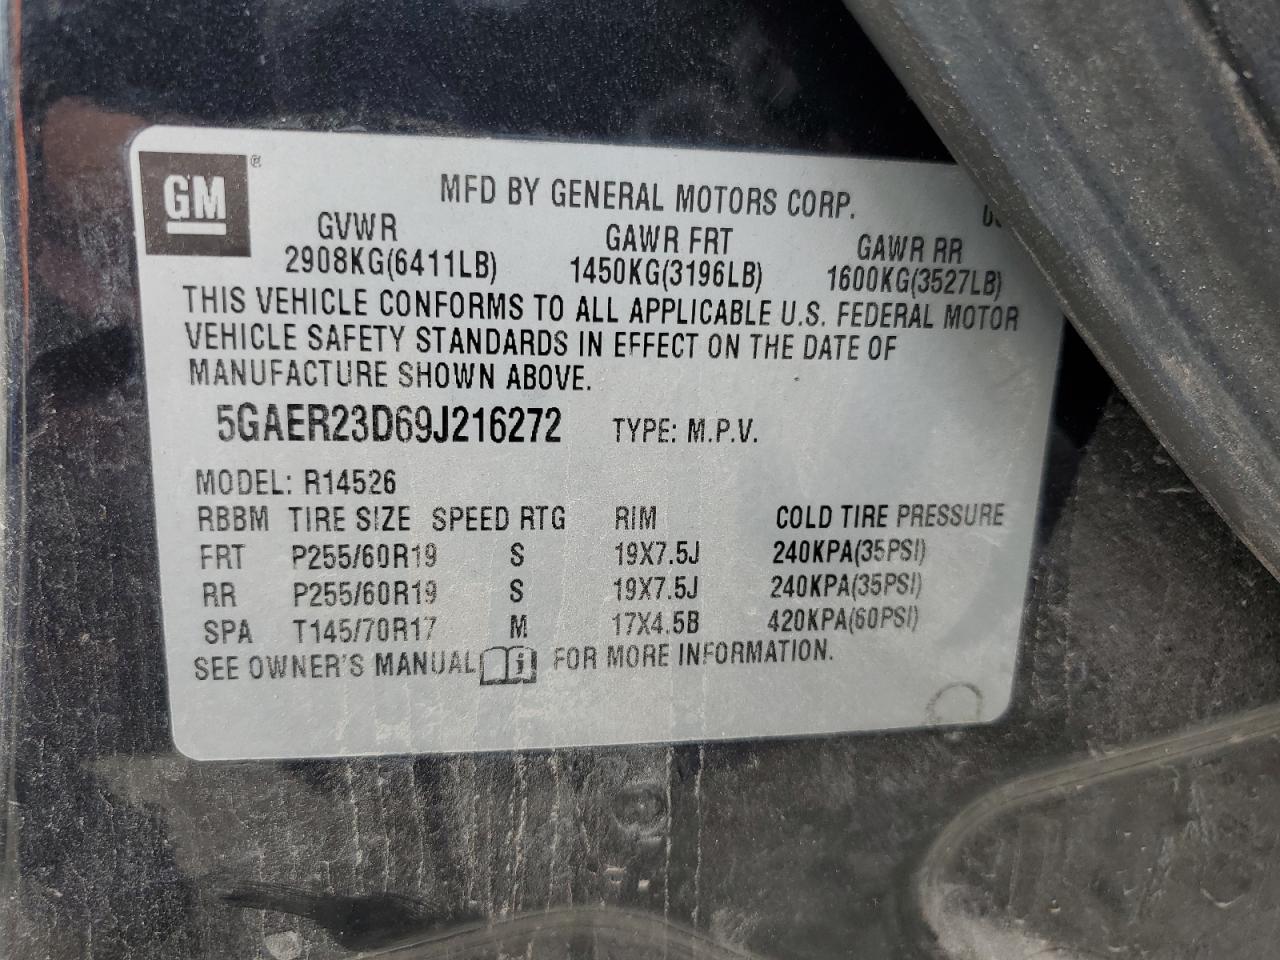 GM ®
MFD BY GENERAL MOTORS CORP.
GVWR GAWR FRT GAWR RR
2908KG(6411LB) 1450KG(3196LB) 1600KG(3527LB)
THIS VEHICLE CONFORMS TO ALL APPLICABLE U.S. FEDERAL MOTOR
VEHICLE SAFETY STANDARDS IN EFFECT ON THE DATE OF
MANUFACTURE SHOWN ABOVE.
5GAER23D69J216272 TYPE: M.P.V.
MODEL: R14526
RBBM TIRE SIZE SPEED RTG RIM COLD TIRE PRESSURE
FRT P255/60R19 S 19X7.5J 240KPA(35PSI)
RR P255/60R19 S 19X7.5J 240KPA(35PSI)
SPA T145/70R17 M 17X4.5B 420KPA(60PSI)
SEE OWNER'S MANUAL i FOR MORE INFORMATION.